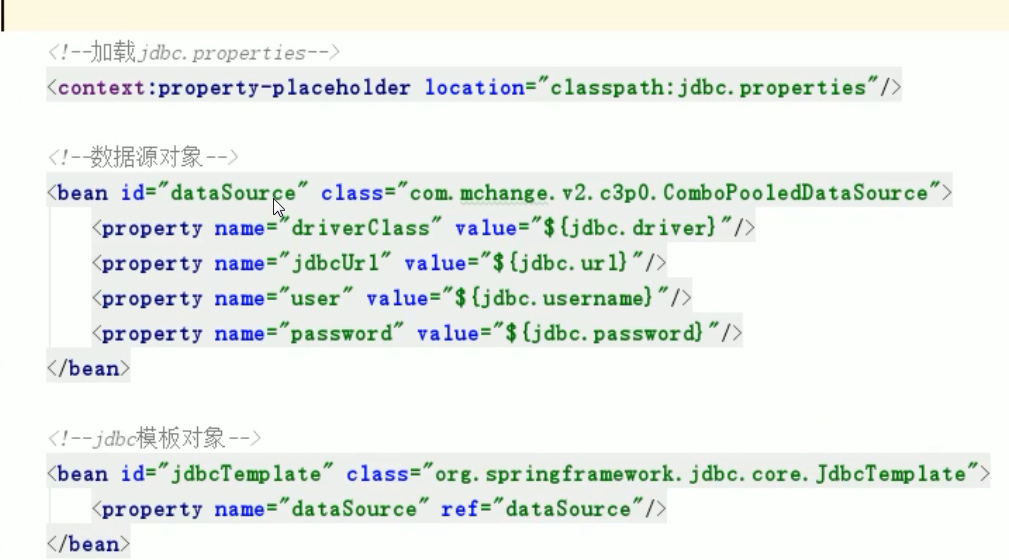 <!--加载jdbc.properties-->
<context:property-placeholder location="classpath:jdbc.properties"/>
<!--数据源对象-->
<bean id="dataSource" class="com.mchange.v2.c3p0.ComboPooledDataSource">
<property name="driverClass" value="${jdbc.driver}"/>
<property name="jdbcUrl" value="${jdbc.url}"/>
<property name="user" value="${jdbc.username}"/>
<property name="password" value="${jdbc.password}"/>
</bean>
<!--jdbc模板对象-->
<bean id="jdbcTemplate" class="org.springframework.jdbc.core.JdbcTemplate">
<property name="dataSource" ref="dataSource"/>
</bean>